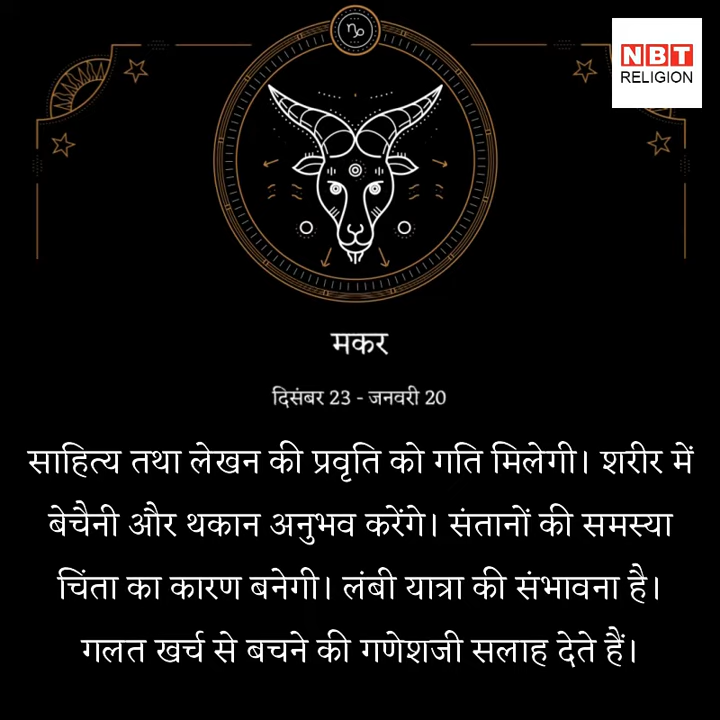 NBT
RELIGION
मकर
दिसंबर 23 - जनवरी 20
साहित्य तथा लेखन की प्रवृति को गति मिलेगी। शरीर में
बेचैनी और थकान अनुभव करेंगे। संतानों की समस्या
चिंता का कारण बनेगी। लंबी यात्रा की संभावना है।
गलत खर्च से बचने की गणेशजी सलाह देते हैं।